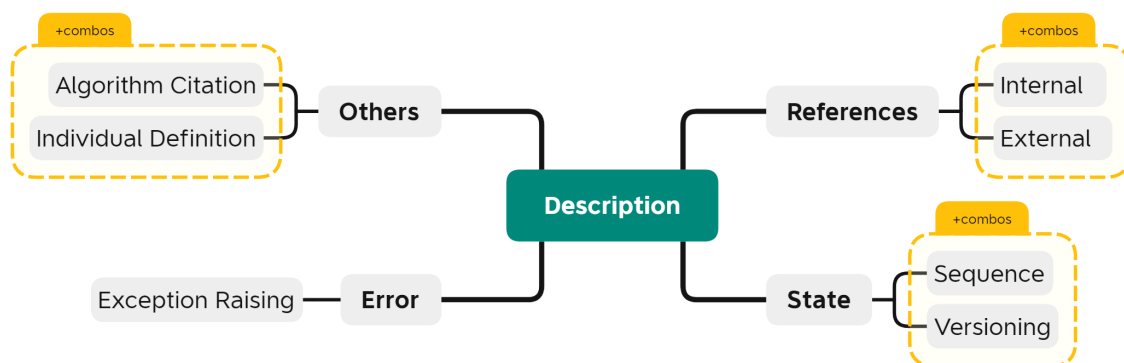 +combos
Algorithm Citation
Individual Definition
Others
Exception Raising
Error
Description
+combos
References
Internal
External
+combos
State
Sequence
Versioning